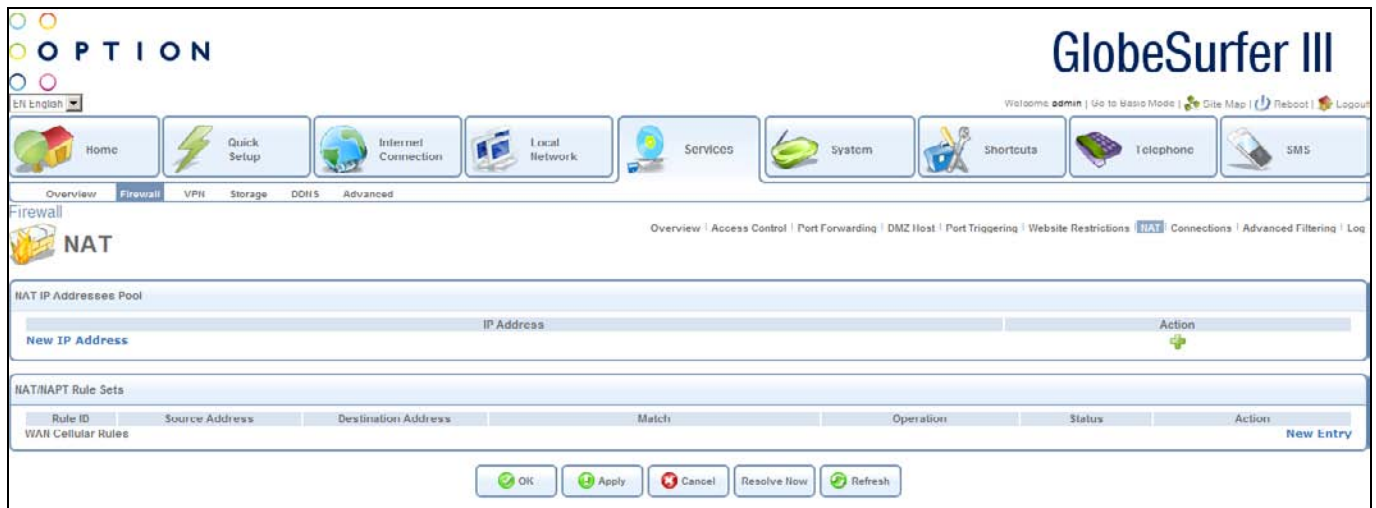 OPTION
GlobeSurfer III
EN English
Welcome admin | Go to Basic Mode | Site Map | Reboot | Logout
Home
Quick Setup
Internet Connection
Local Network
Services
System
Shortcuts
Telephone
SMS
Overview Firewall VPN Storage DDNS Advanced
Firewall
NAT
Overview | Access Control | Port Forwarding | DMZ Host | Port Triggering | Website Restrictions | NAT | Connections | Advanced Filtering | Log
NAT IP Addresses Pool
IP Address Action
New IP Address
NAT/NAPT Rule Sets
Rule ID Source Address Destination Address Match Operation Status Action
WAN Cellular Rules New Entry
OK Apply Cancel Resolve Now Refresh